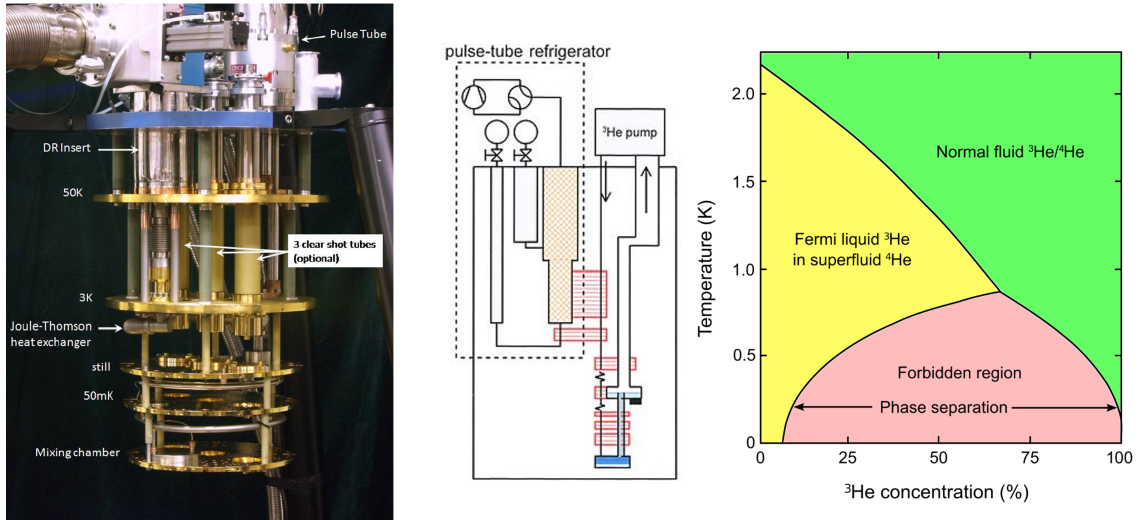 Pulse Tube
DR Insert
50K
3 clear shot tubes
(optional)
3K
Joule-Thomson
heat exchanger
still
50mK
Mixing chamber
pulse-tube refrigerator
³He pump
Temperature (K)
2.0
1.5
1.0
0.5
0
Normal fluid ³He/⁴He
Fermi liquid ³He
in superfluid ⁴He
Forbidden region
Phase separation
0
25
50
75
100
³He concentration (%)